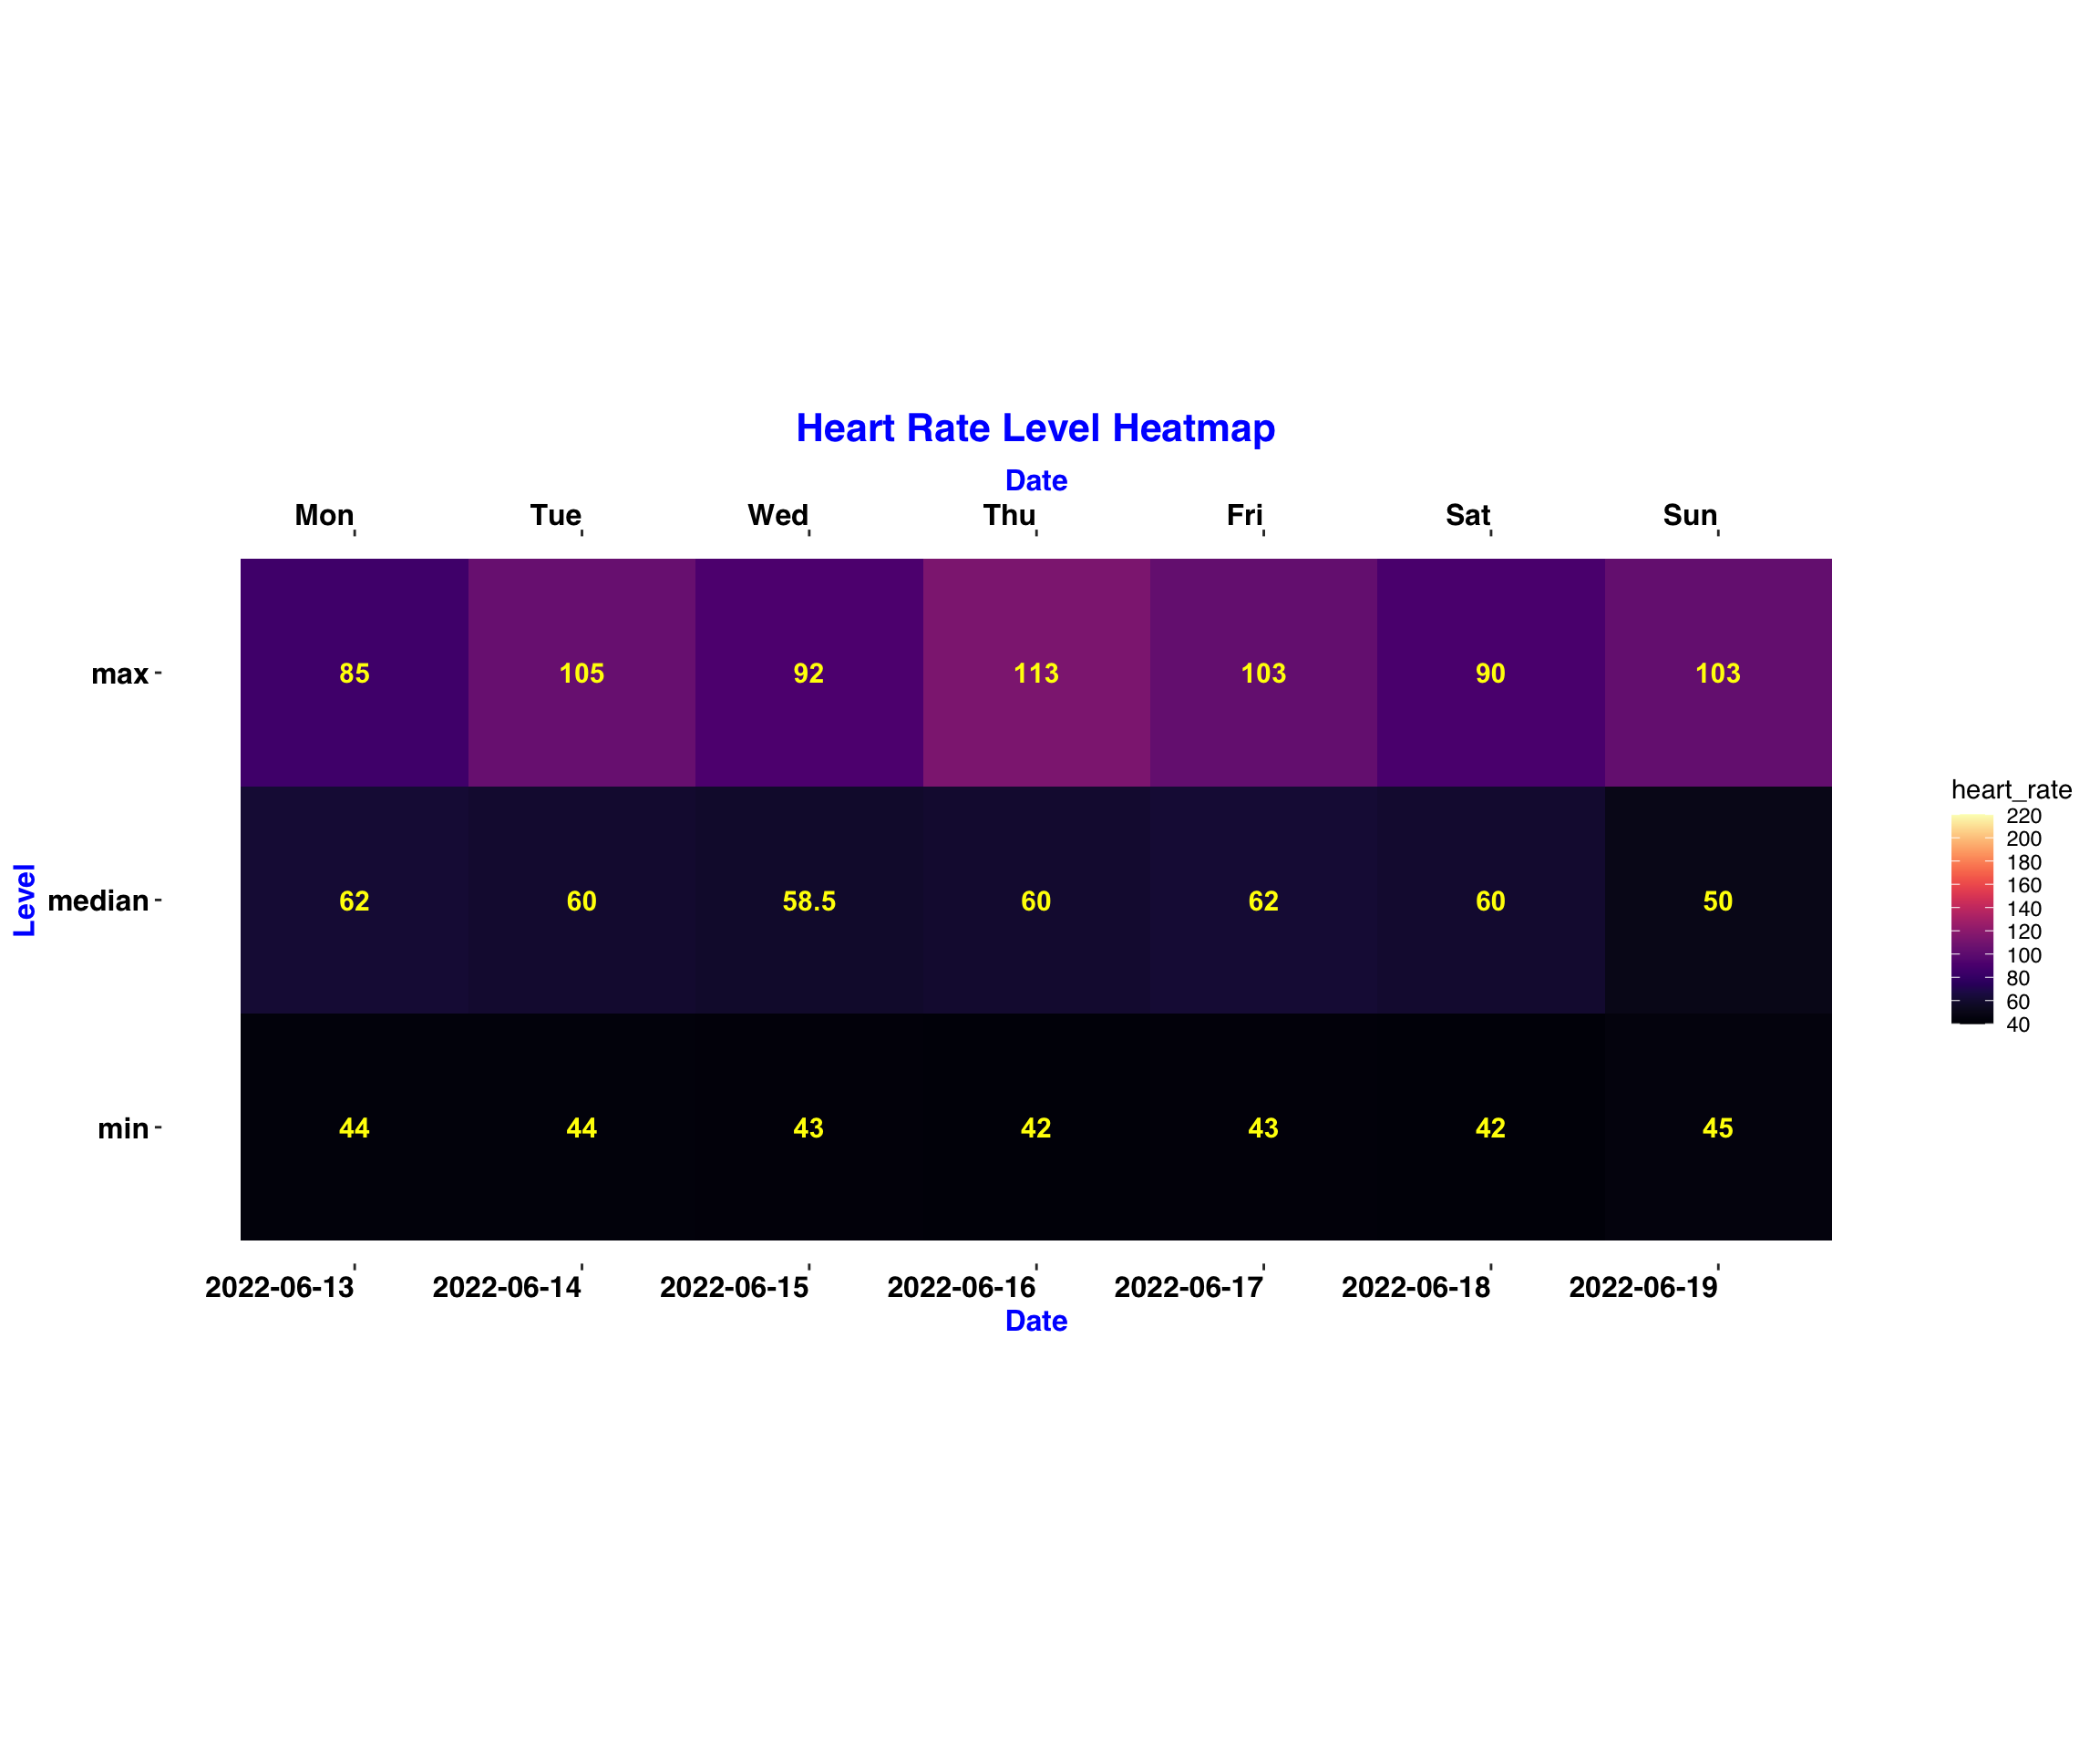 Heart Rate Level Heatmap
Date
Mon Tue Wed Thu Fri Sat Sun
max 85 105 92 113 103 90 103
Level
median 62 60 58.5 60 62 60 50
min 44 44 43 42 43 42 45
2022-06-13 2022-06-14 2022-06-15 2022-06-16 2022-06-17 2022-06-18 2022-06-19
Date
heart_rate
220
200
180
160
140
120
100
80
60
40